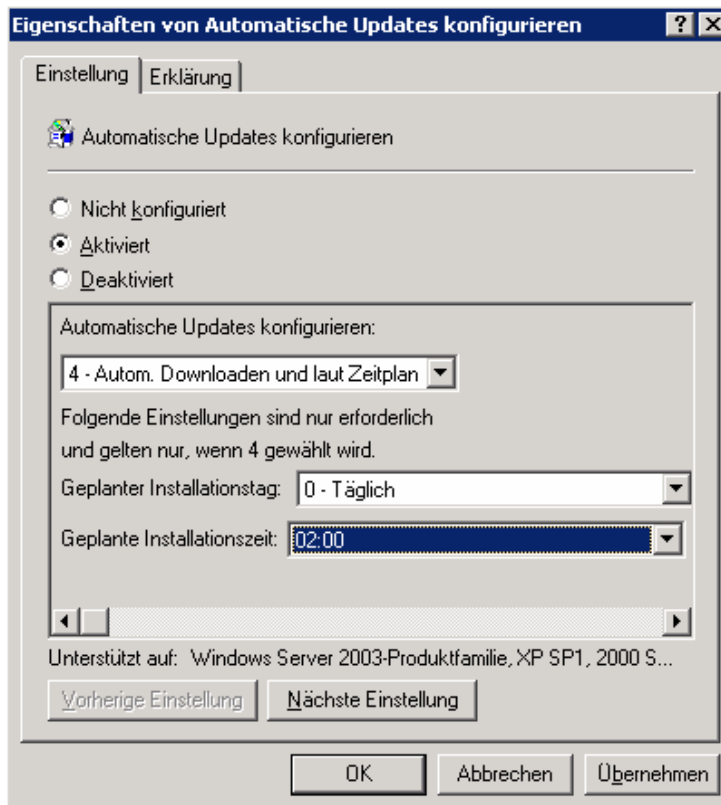 Eigenschaften von Automatische Updates konfigurieren
Einstellung Erklärung
Automatische Updates konfigurieren
Nicht konfiguriert
Aktiviert
Deaktiviert
Automatische Updates konfigurieren:
4 - Autom. Downloaden und laut Zeitplan
Folgende Einstellungen sind nur erforderlich
und gelten nur, wenn 4 gewählt wird.
Geplanter Installationstag: 0 - Täglich
Geplante Installationszeit: 02:00
Unterstützt auf: Windows Server 2003-Produktfamilie, XP SP1, 2000 S...
Vorherige Einstellung Nächste Einstellung
OK Abbrechen Übernehmen